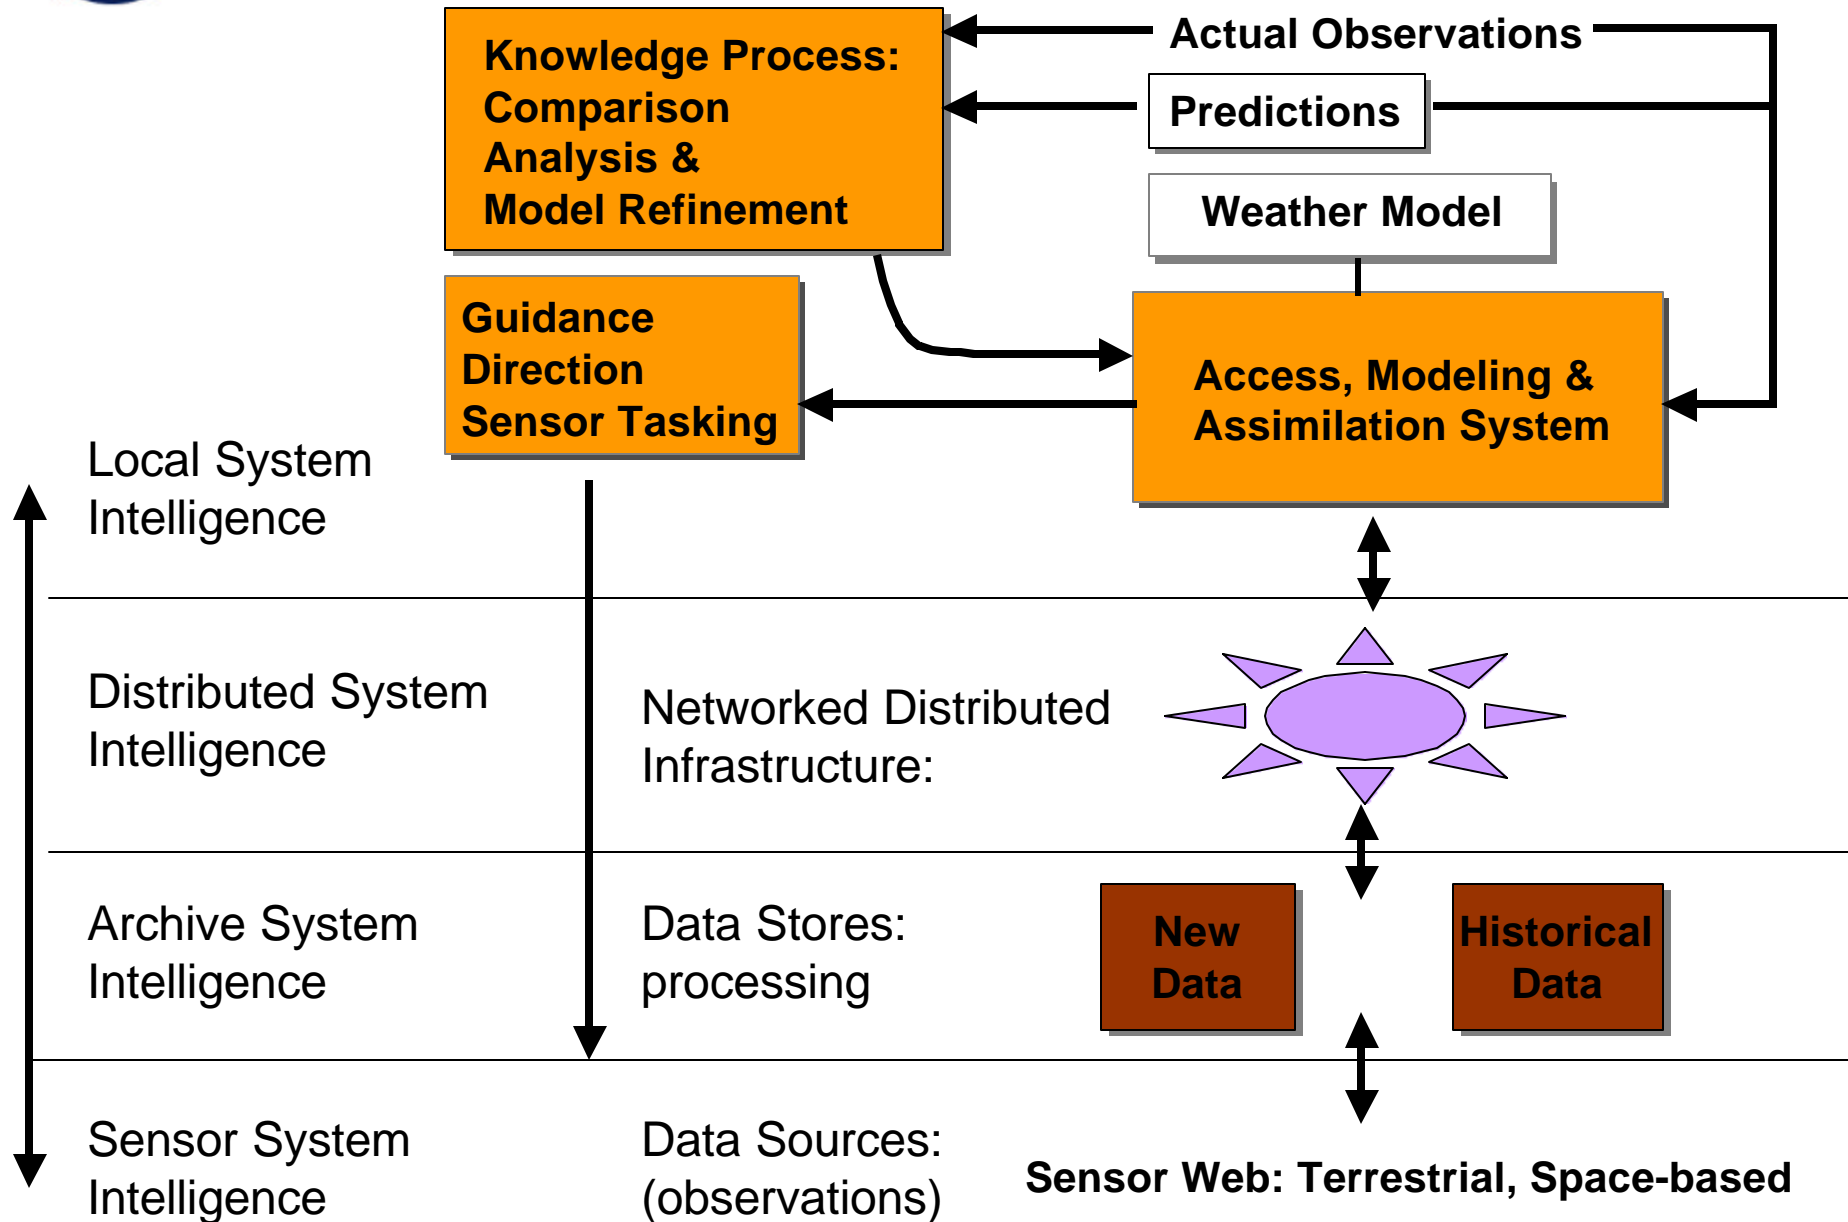 Knowledge Process:
Comparison
Analysis &
Model Refinement
Actual Observations
Predictions
Weather Model
Guidance
Direction
Sensor Tasking
Access, Modeling &
Assimilation System
Local System
Intelligence
Distributed System
Intelligence
Networked Distributed
Infrastructure:
Archive System
Intelligence
Data Stores:
processing
New
Data
Historical
Data
Sensor System
Intelligence
Data Sources:
(observations)
Sensor Web: Terrestrial, Space-based